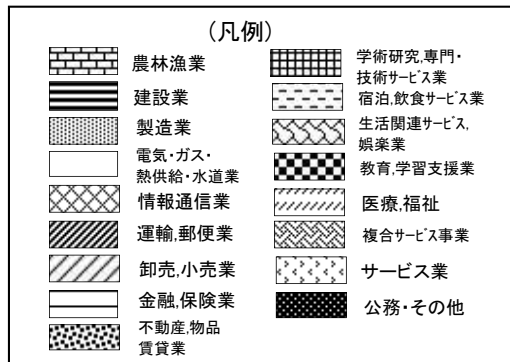 (凡例)
農林漁業
建設業
製造業
電気・ガス・
熱供給・水道業
情報通信業
運輸,郵便業
卸売,小売業
金融,保険業
不動産,物品
賃貸業
学術研究,専門・
技術サービス業
宿泊,飲食サービス業
生活関連サービス,
娯楽業
教育,学習支援業
医療,福祉
複合サービス事業
サービス業
公務・その他